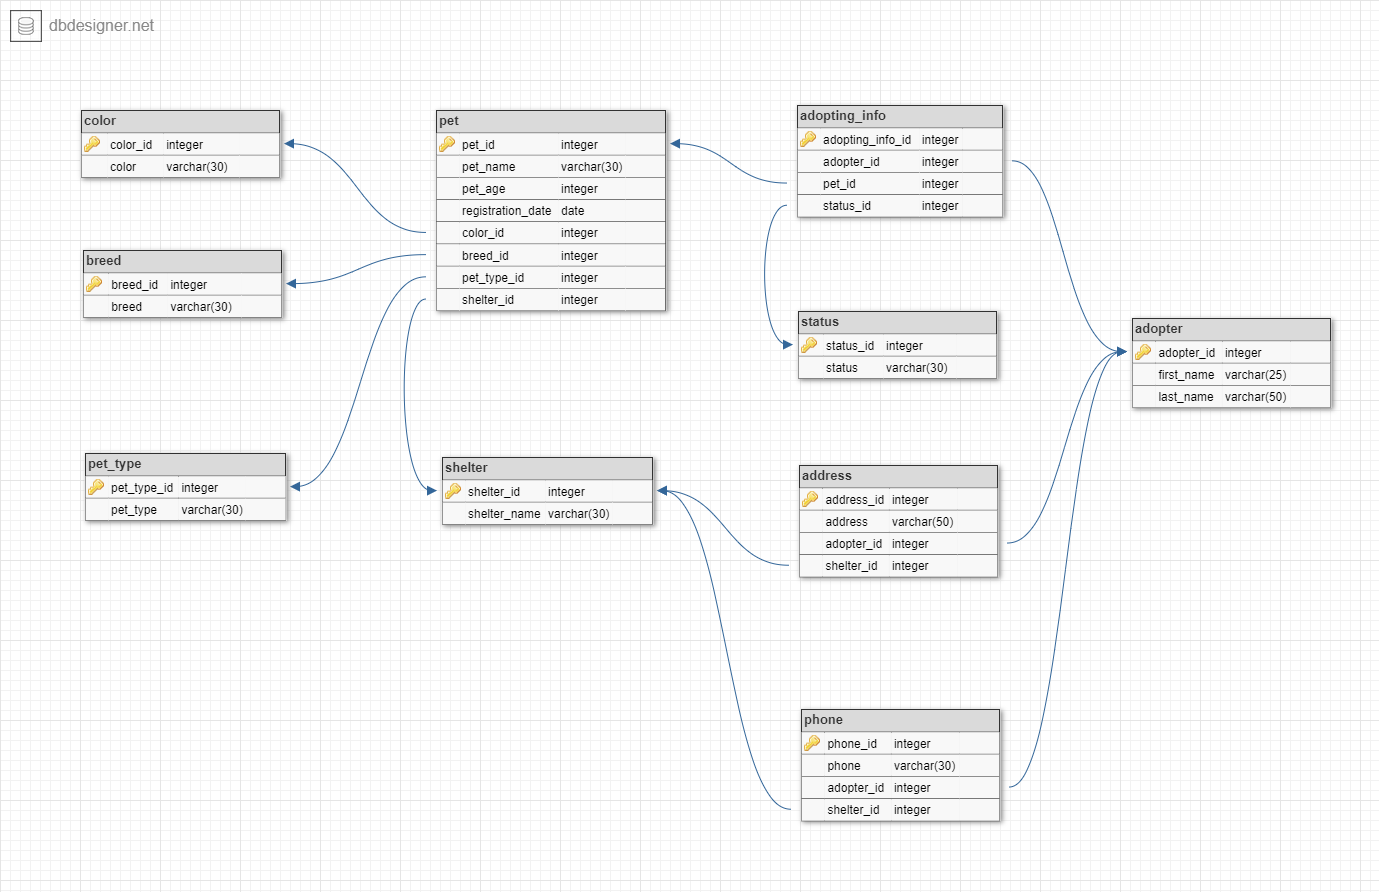 dbdesigner.net
color
color_id integer
color varchar(30)
pet
pet_id integer
pet_name varchar(30)
pet_age integer
registration_date date
color_id integer
breed_id integer
pet_type_id integer
shelter_id integer
adopting_info
adopting_info_id integer
adopter_id integer
pet_id integer
status_id integer
breed
breed_id integer
breed varchar(30)
status
status_id integer
status varchar(30)
adopter
adopter_id integer
first_name varchar(25)
last_name varchar(50)
pet_type
pet_type_id integer
pet_type varchar(30)
shelter
shelter_id integer
shelter_name varchar(30)
address
address_id integer
address varchar(50)
adopter_id integer
shelter_id integer
phone
phone_id integer
phone varchar(30)
adopter_id integer
shelter_id integer